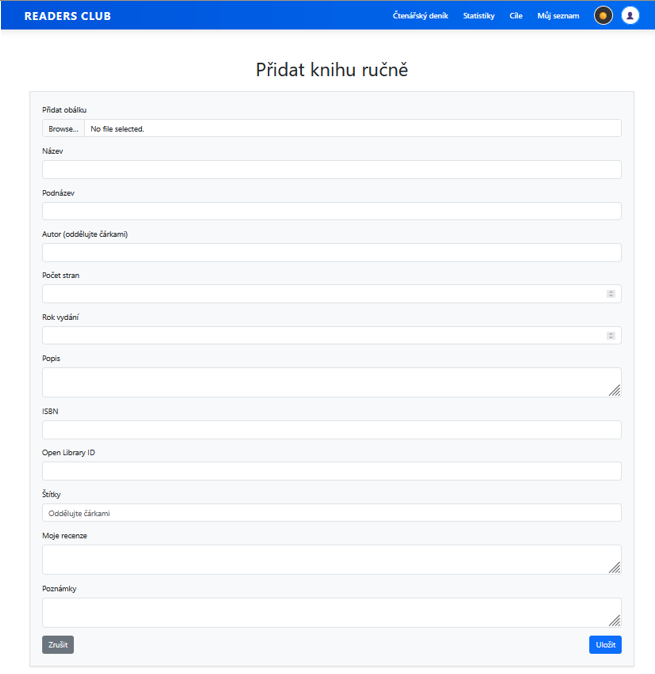 READERS CLUB
Čtenářský deník Statistiky Cíle Můj seznam
Přidat knihu ručně
Přidat obálku
Browse... No file selected.
Název
Podnázev
Autor (oddělujte čárkami)
Počet stran
Rok vydání
Popis
ISBN
Open Library ID
Štítky
Oddělujte čárkami
Moje recenze
Poznámky
Zrušit Uložit